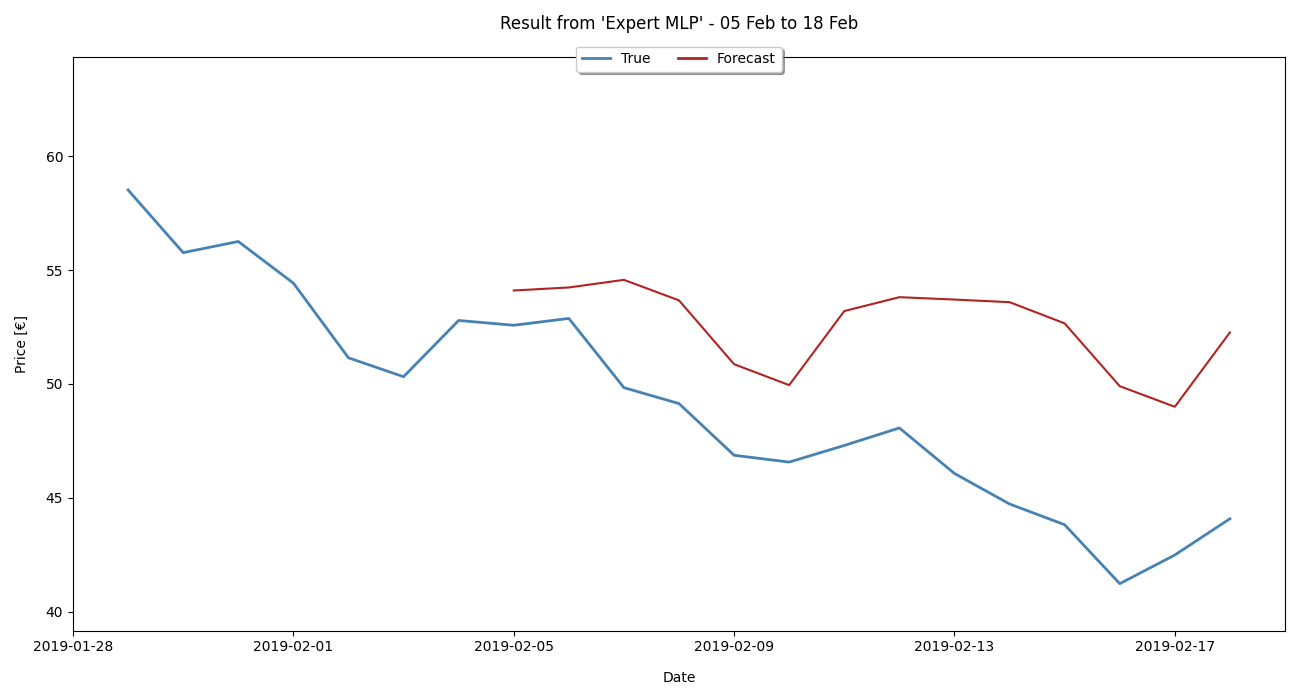 Result from 'Expert MLP' - 05 Feb to 18 Feb
True Forecast
60
55
50
45
40
Price [€]
2019-01-28 2019-02-01 2019-02-05 2019-02-09 2019-02-13 2019-02-17
Date